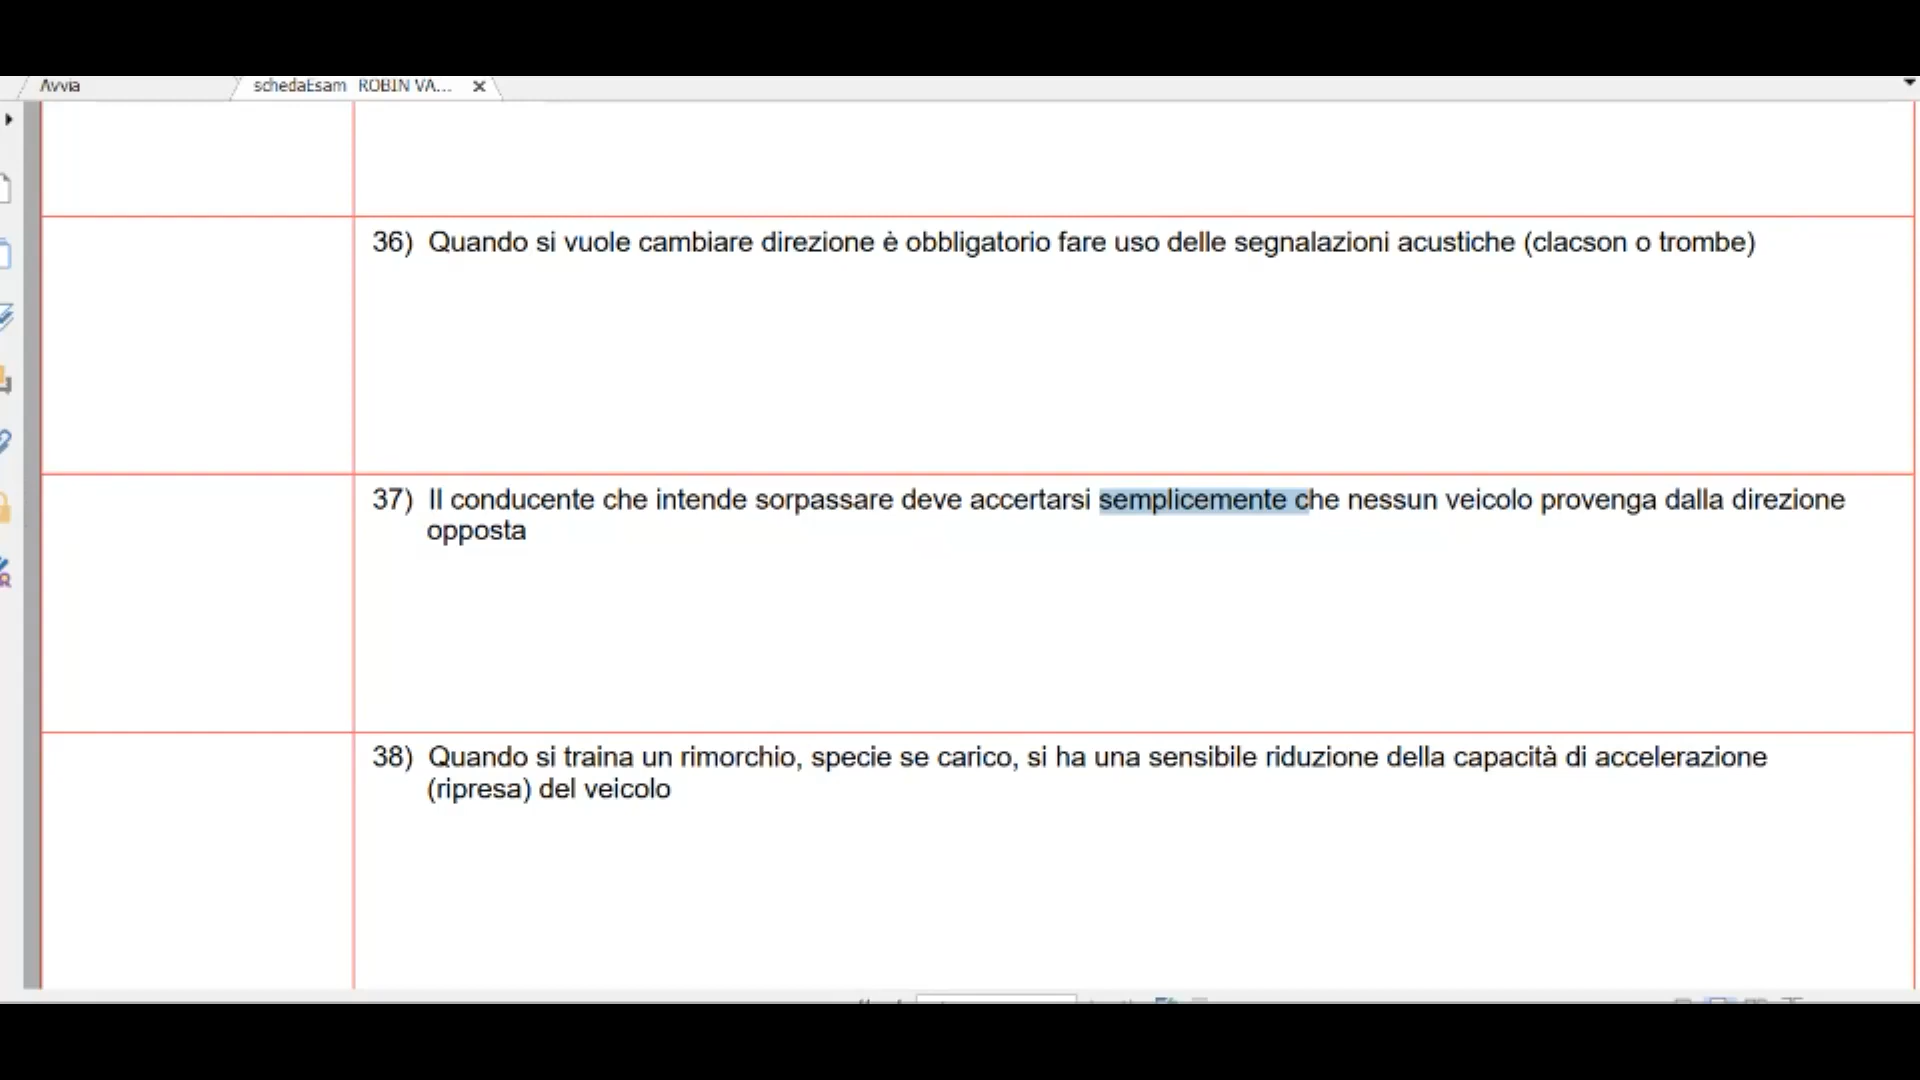 Avvia
schedaEsam ROBIN VA...
36) Quando si vuole cambiare direzione è obbligatorio fare uso delle segnalazioni acustiche (clacson o trombe)
37) Il conducente che intende sorpassare deve accertarsi semplicemente che nessun veicolo provenga dalla direzione
opposta
38) Quando si traina un rimorchio, specie se carico, si ha una sensibile riduzione della capacità di accelerazione
(ripresa) del veicolo